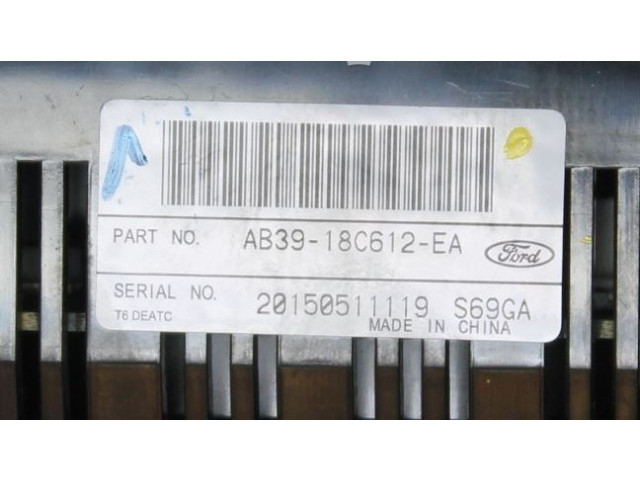 PART NO. AB39-18C612-EA Ford
SERIAL NO. 20150511119 S69GA
T6 DEATC MADE IN CHINA